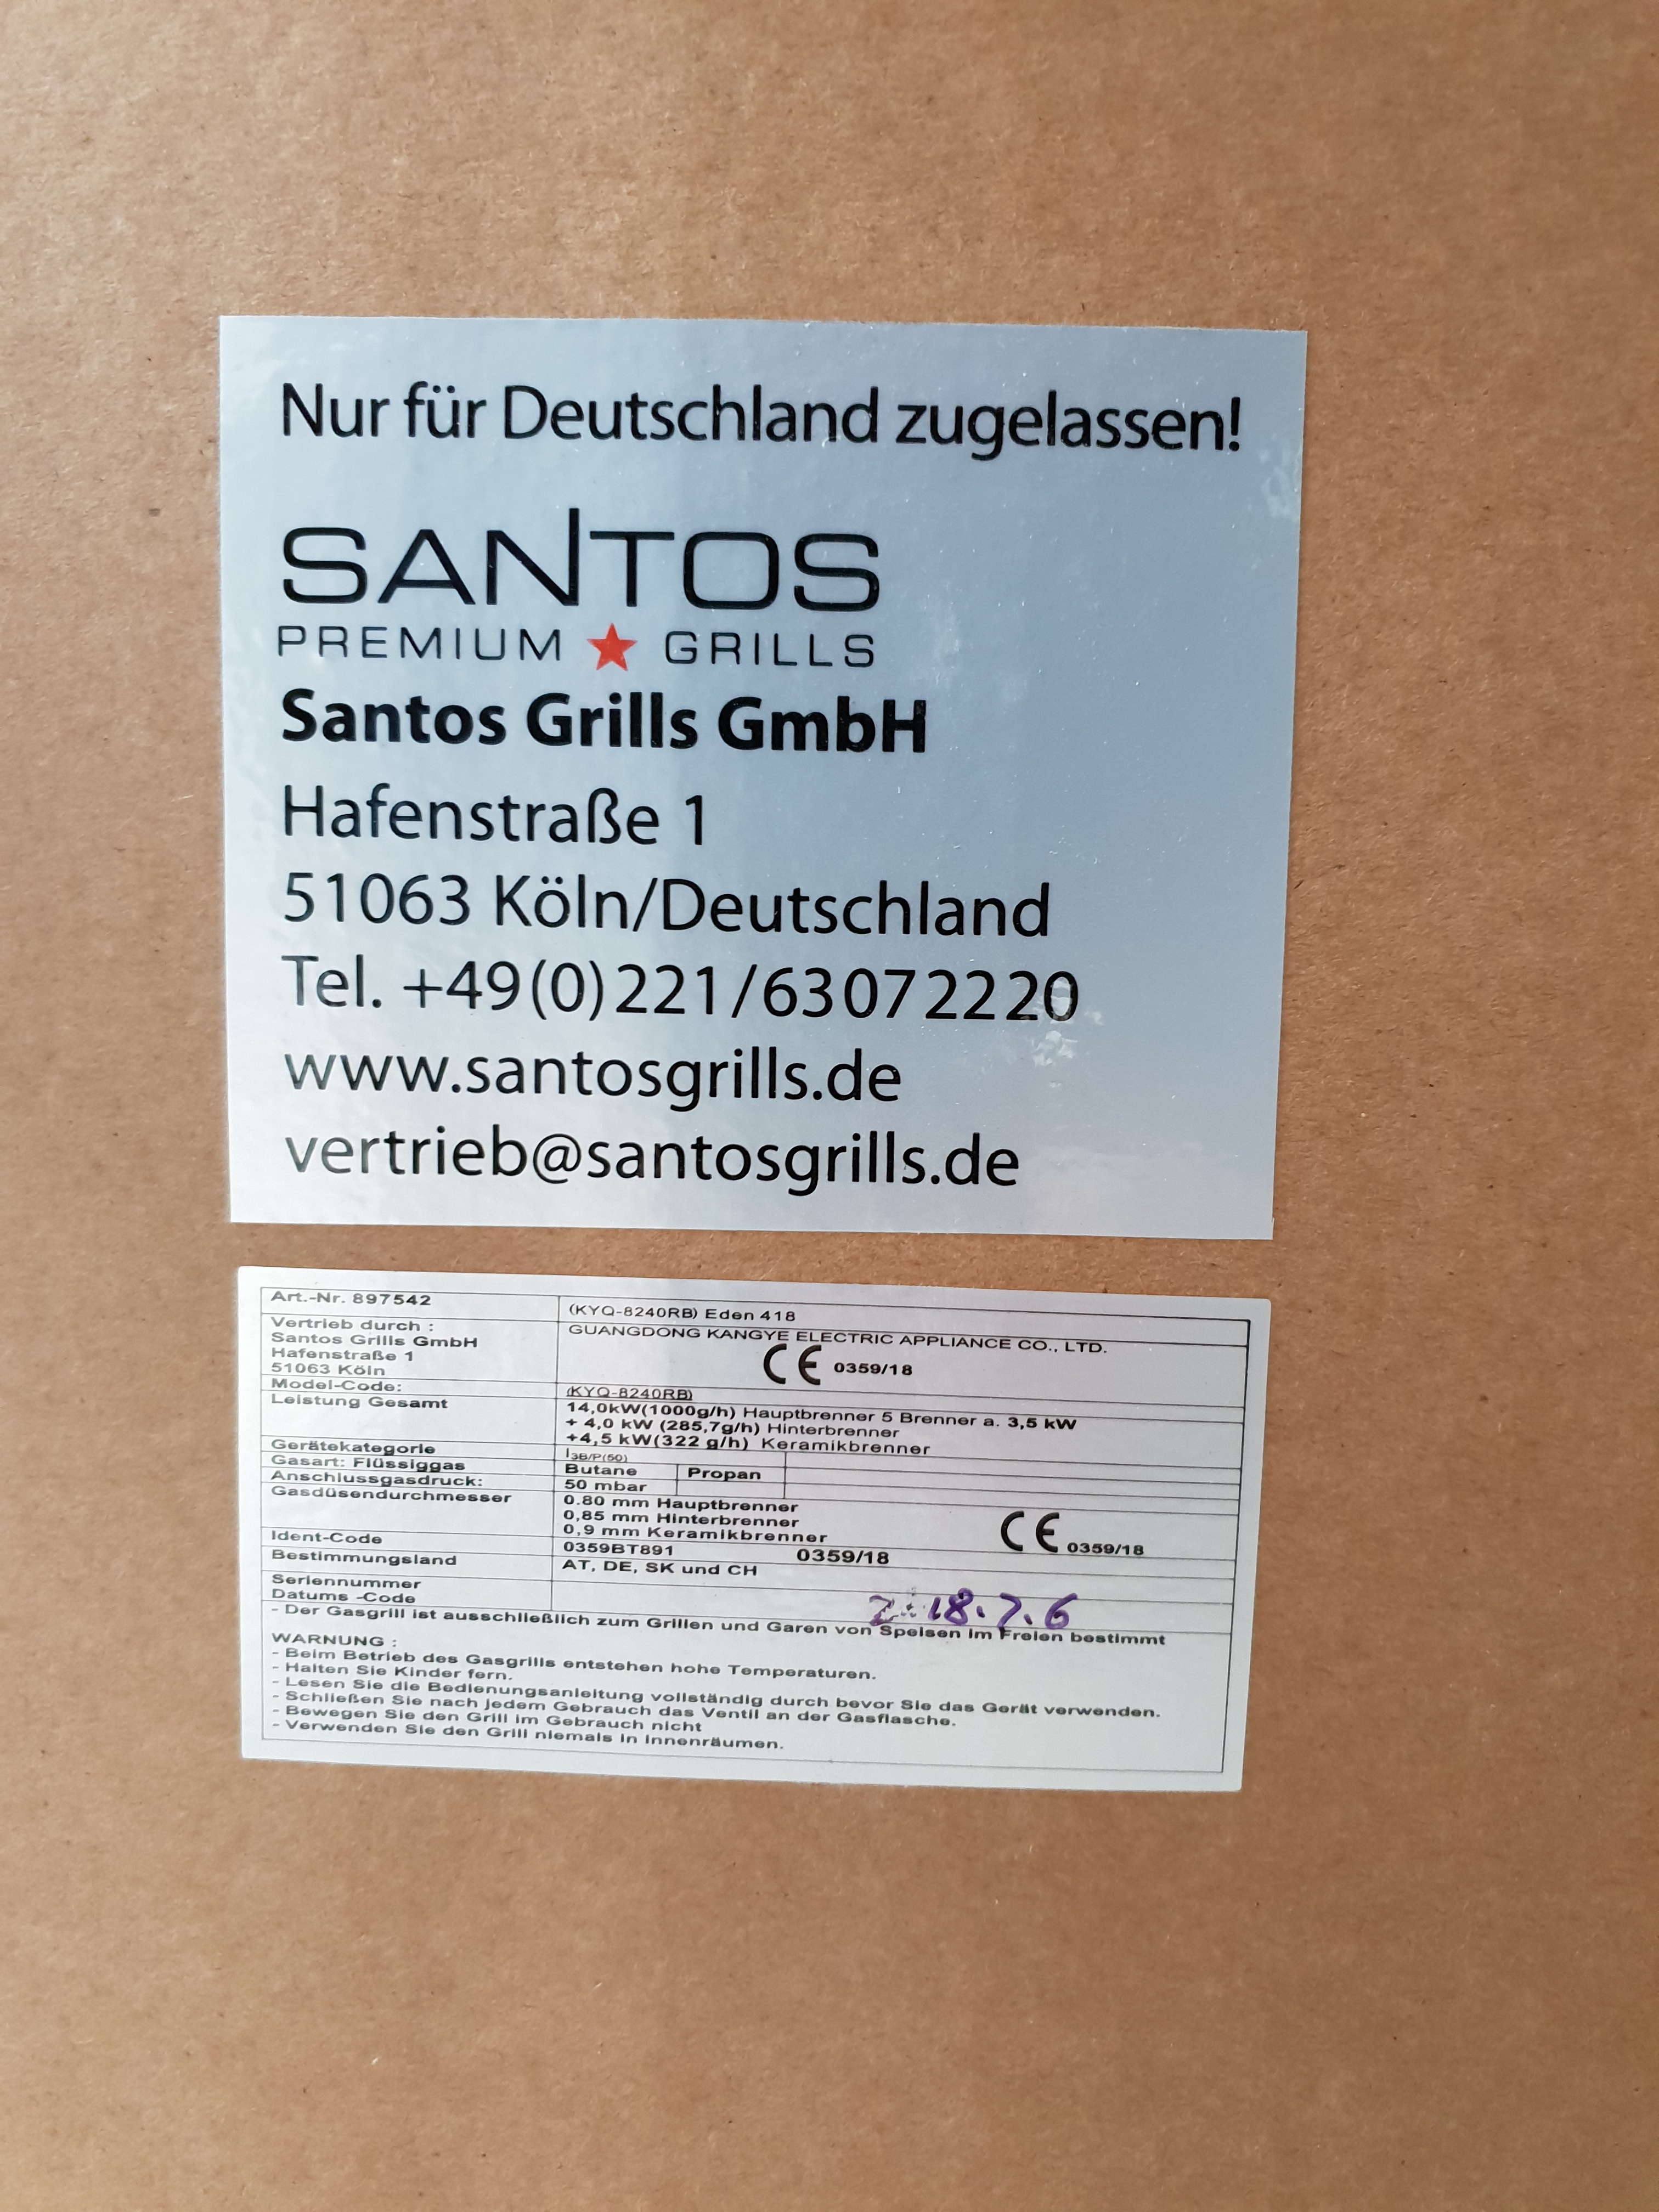 Nur für Deutschland zugelassen!
SANTOS
PREMIUM GRILLS
Santos Grills GmbH
Hafenstraße 1
51063 Köln/Deutschland
Tel. +49(0)221/63072220
www.santosgrills.de
vertrieb@santosgrills.de
Art.-Nr. 897542
(KYQ-8240RB) Eden 418
Vertrieb durch :
Santos Grills GmbH
Hafenstraße 1
51063 Köln
GUANGDONG KANGYE ELECTRIC APPLIANCE CO., LTD.
CE 0359/18
Model-Code:
(KYQ-8240RB)
Leistung Gesamt
14,0kW(1000g/h) Hauptbrenner 5 Brenner a. 3,5 kW
+ 4,0 kW (285,7g/h) Hinterbrenner
+4,5 kW(322 g/h) Keramikbrenner
Gerätekategorie
I3B/P(50)
Gasart: Flüssiggas
Butane Propan
Anschlussgasdruck:
50 mbar
Gasdüsendurchmesser
0.80 mm Hauptbrenner
0,85 mm Hinterbrenner
0,9 mm Keramikbrenner
CE 0359/18
Ident-Code
0359BT891 0359/18
Bestimmungsland
AT, DE, SK und CH
Seriennummer
Datums -Code
18.7.6
- Der Gasgrill ist ausschließlich zum Grillen und Garen von Speisen im Freien bestimmt
WARNUNG :
- Beim Betrieb des Gasgrills entstehen hohe Temperaturen.
- Halten Sie Kinder fern.
- Lesen Sie die Bedienungsanleitung vollständig durch bevor Sie das Gerät verwenden.
- Schließen Sie nach jedem Gebrauch das Ventil an der Gasflasche.
- Bewegen Sie den Grill im Gebrauch nicht
- Verwenden Sie den Grill niemals in Innenräumen.